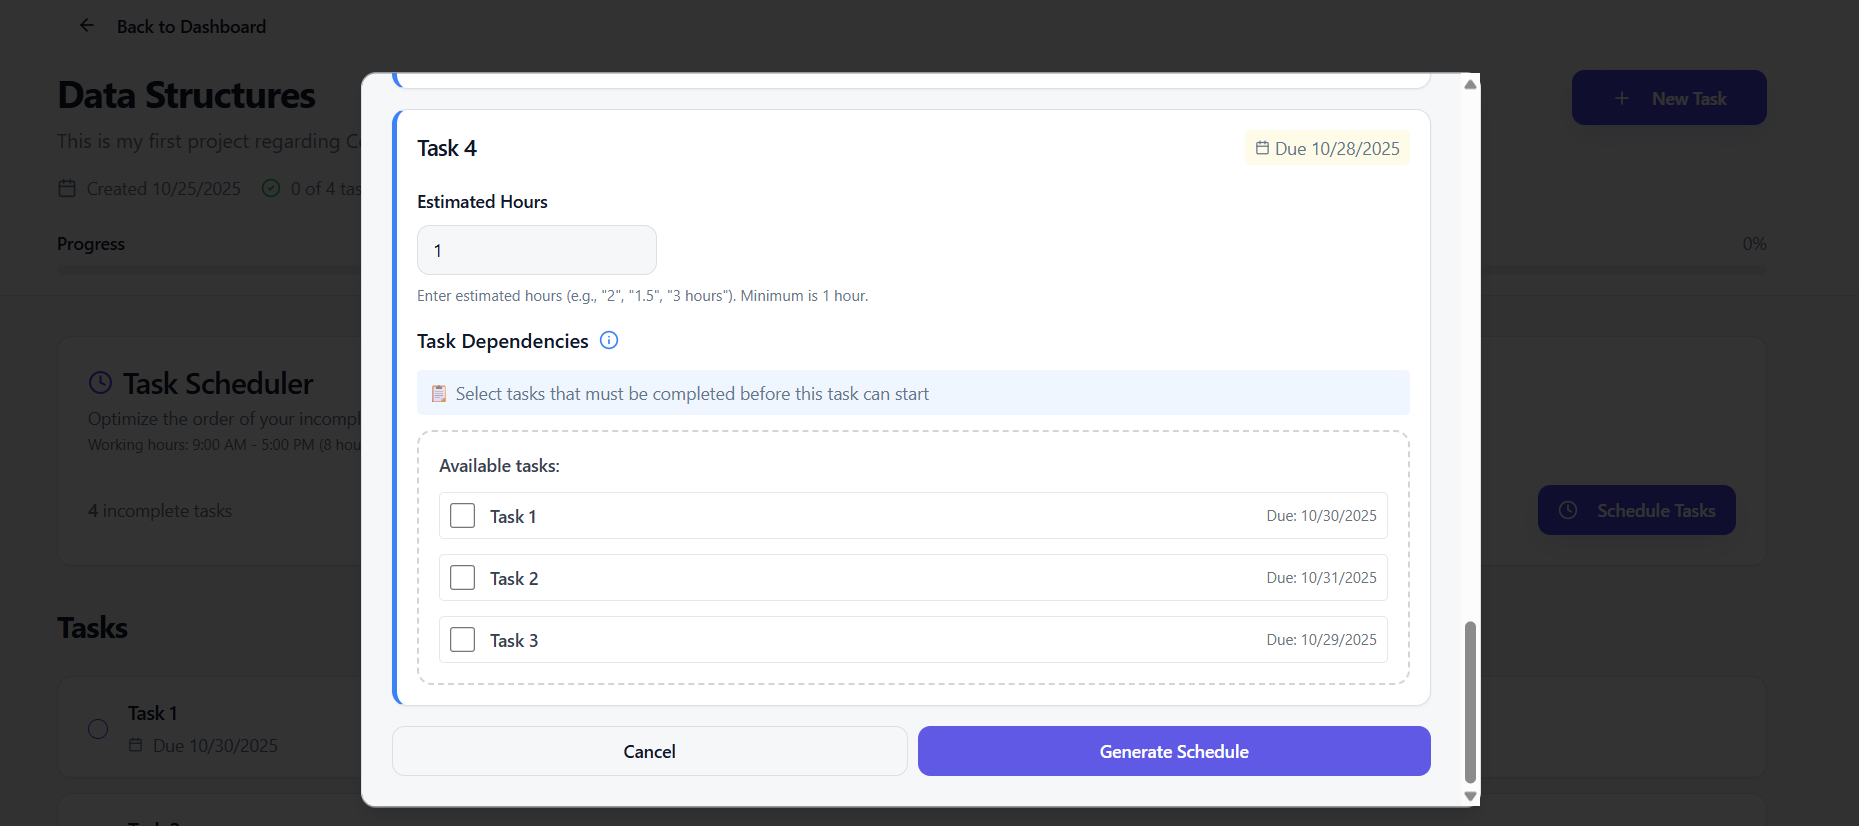 Back to Dashboard
Data Structures
New Task
This is my first project regarding
Created 10/25/2025 0 of 4
Progress 0%
Task Scheduler
Optimize the order of your
Working hours: 9:00 AM - 5:00 PM (8
4 incomplete tasks
Schedule Tasks
Tasks
Task 1
Due 10/30/2025
Task 4
Due 10/28/2025
Estimated Hours
1
Enter estimated hours (e.g., "2", "1.5", "3 hours"). Minimum is 1 hour.
Task Dependencies
Select tasks that must be completed before this task can start
Available tasks:
Task 1 Due: 10/30/2025
Task 2 Due: 10/31/2025
Task 3 Due: 10/29/2025
Cancel
Generate Schedule